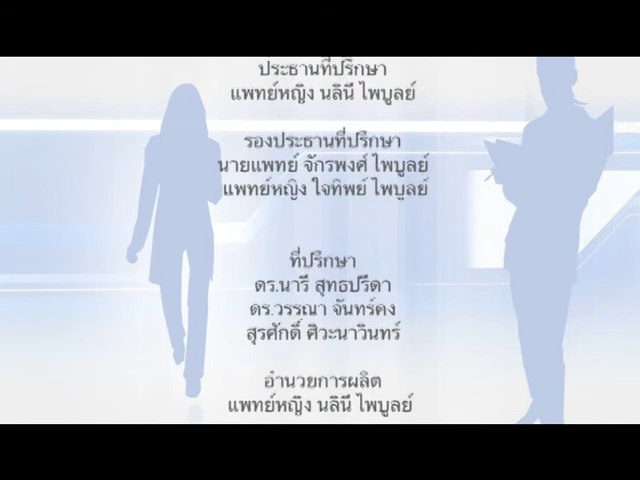 ประธานที่ปรึกษา
แพทย์หญิง นลินี ไพบูลย์
รองประธานที่ปรึกษา
นายแพทย์ จักรพงศ์ ไพบูลย์
แพทย์หญิง ใจทิพย์ ไพบูลย์
ที่ปรึกษา
ดร.นารี สุทธปรีดา
ดร.วรรณา จันทร์คง
สุรศักดิ์ ศิวะนาวินทร์
อำนวยการผลิต
แพทย์หญิง นลินี ไพบูลย์